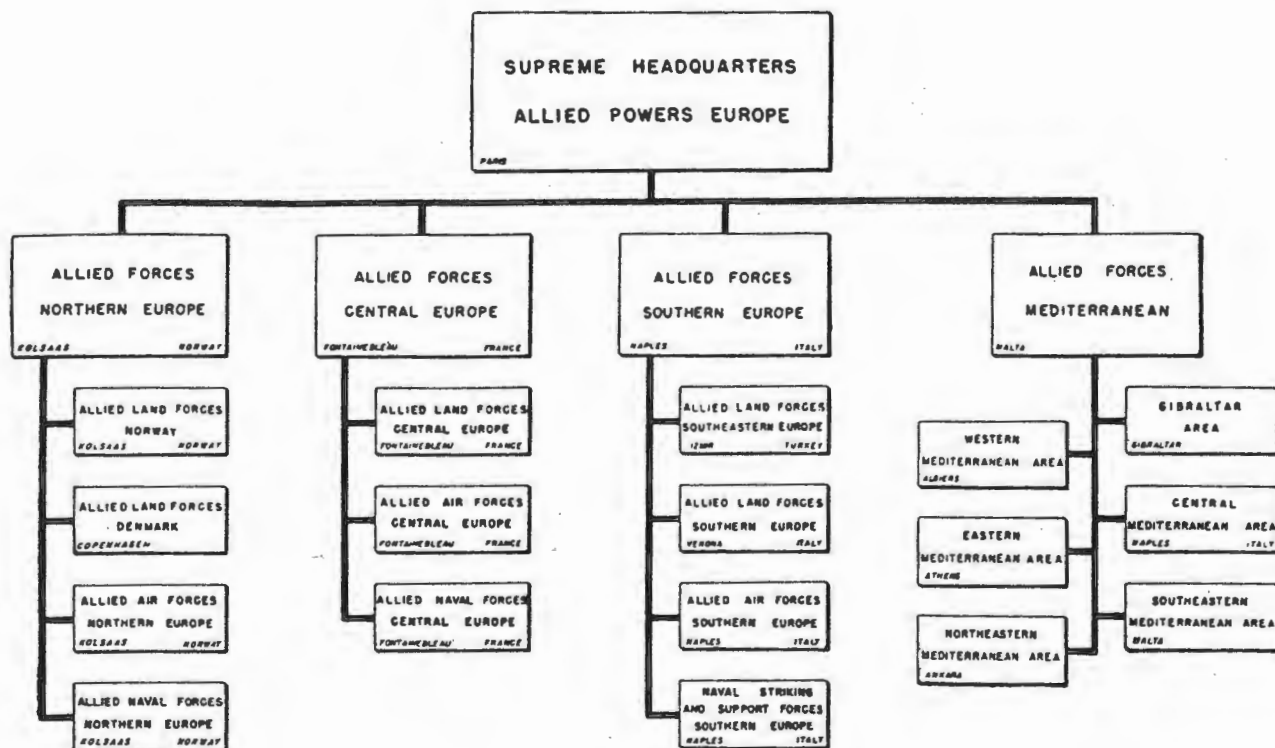 SUPREME HEADQUARTERS
ALLIED POWERS EUROPE
PARIS
ALLIED FORCES
NORTHERN EUROPE
KOLSAAS NORWAY
ALLIED LAND FORCES
NORWAY
KOLSAAS NORWAY
ALLIED LAND FORCES
DENMARK
COPENHAGEN
ALLIED AIR FORCES
NORTHERN EUROPE
KOLSAAS NORWAY
ALLIED NAVAL FORCES
NORTHERN EUROPE
KOLSAAS NORWAY
ALLIED FORCES
CENTRAL EUROPE
FONTAINEBLEAU FRANCE
ALLIED LAND FORCES
CENTRAL EUROPE
FONTAINEBLEAU FRANCE
ALLIED AIR FORCES
CENTRAL EUROPE
FONTAINEBLEAU FRANCE
ALLIED NAVAL FORCES
CENTRAL EUROPE
FONTAINEBLEAU FRANCE
ALLIED FORCES
SOUTHERN EUROPE
NAPLES ITALY
ALLIED LAND FORCES
SOUTHEASTERN EUROPE
IZMIR TURKEY
ALLIED LAND FORCES
SOUTHERN EUROPE
VERONA ITALY
ALLIED AIR FORCES
SOUTHERN EUROPE
NAPLES ITALY
NAVAL STRIKING
AND SUPPORT FORCES
SOUTHERN EUROPE
NAPLES ITALY
ALLIED FORCES
MEDITERRANEAN
MALTA
GIBRALTAR
AREA
GIBRALTAR
WESTERN
MEDITERRANEAN AREA
ALGIERS
CENTRAL
MEDITERRANEAN AREA
NAPLES ITALY
EASTERN
MEDITERRANEAN AREA
ATHENS
SOUTHEASTERN
MEDITERRANEAN AREA
MALTA
NORTHEASTERN
MEDITERRANEAN AREA
ANKARA